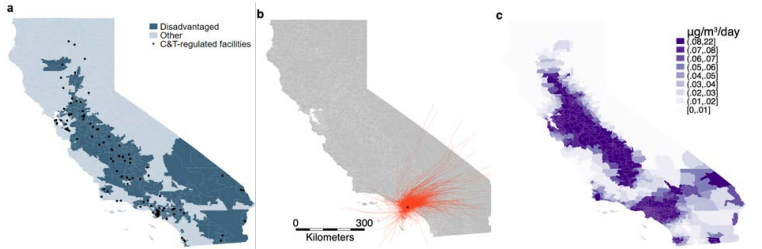 a
Disadvantaged
Other
C&T-regulated facilities
b
0 300
Kilometers
c
µg/m³/day
(.08,.22]
(.07,.08]
(.06,.07]
(.05,.06]
(.04,.05]
(.03,.04]
(.02,.03]
(.01,.02]
[0,.01]